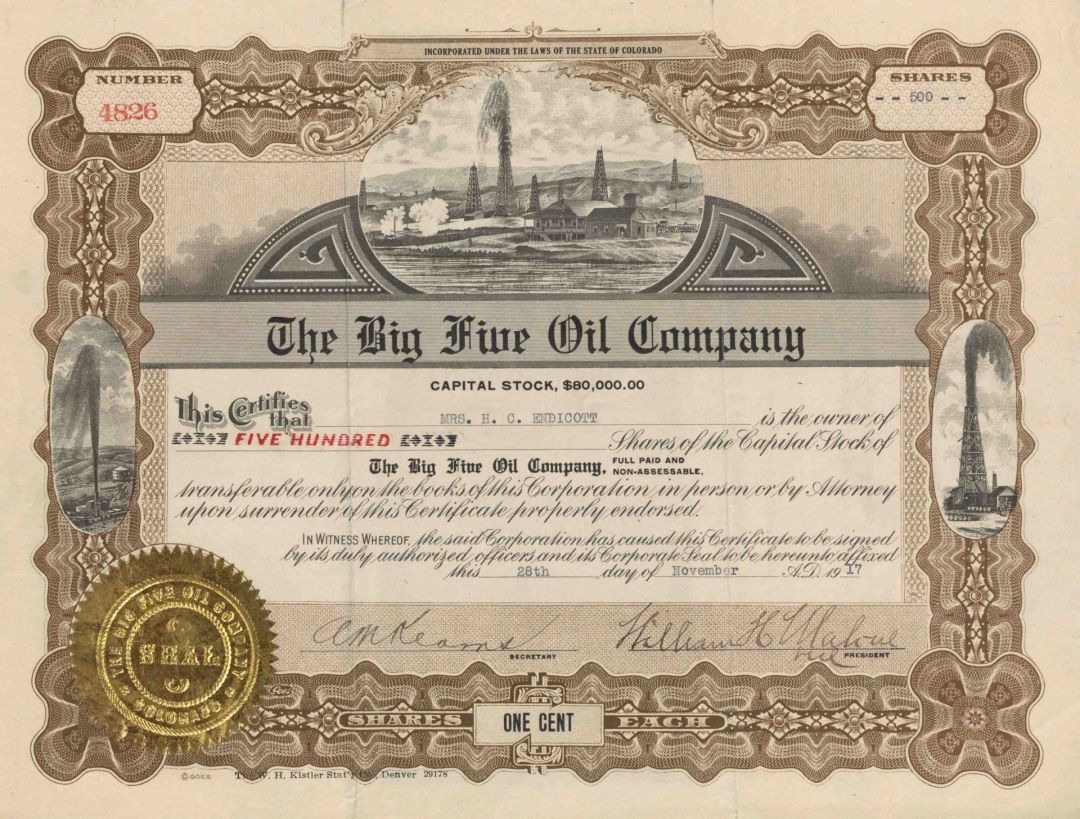 INCORPORATED UNDER THE LAWS OF THE STATE OF COLORADO
NUMBER
4826
SHARES
- - 500 - -
The Big Five Oil Company
CAPITAL STOCK, $80,000.00
This Certifies that MRS. H. C. ENDICOTT is the owner of
FIVE HUNDRED Shares of the Capital Stock of
The Big Five Oil Company, FULL PAID AND NON-ASSESSABLE,
transferable only on the books of this Corporation in person or by Attorney
upon surrender of this Certificate properly endorsed.
IN WITNESS WHEREOF, the said Corporation has caused this Certificate to be signed
by its duly authorized officers and its Corporate Seal to be hereunto affixed
this 28th day of November A.D. 1917
William H Malone
SECRETARY
PRESIDENT
THE BIG FIVE OIL COMPANY
SEAL
COLORADO
Goes
SHARES ONE CENT EACH
© GOES
The W. H. Kistler Stat'y Co., Denver 29178